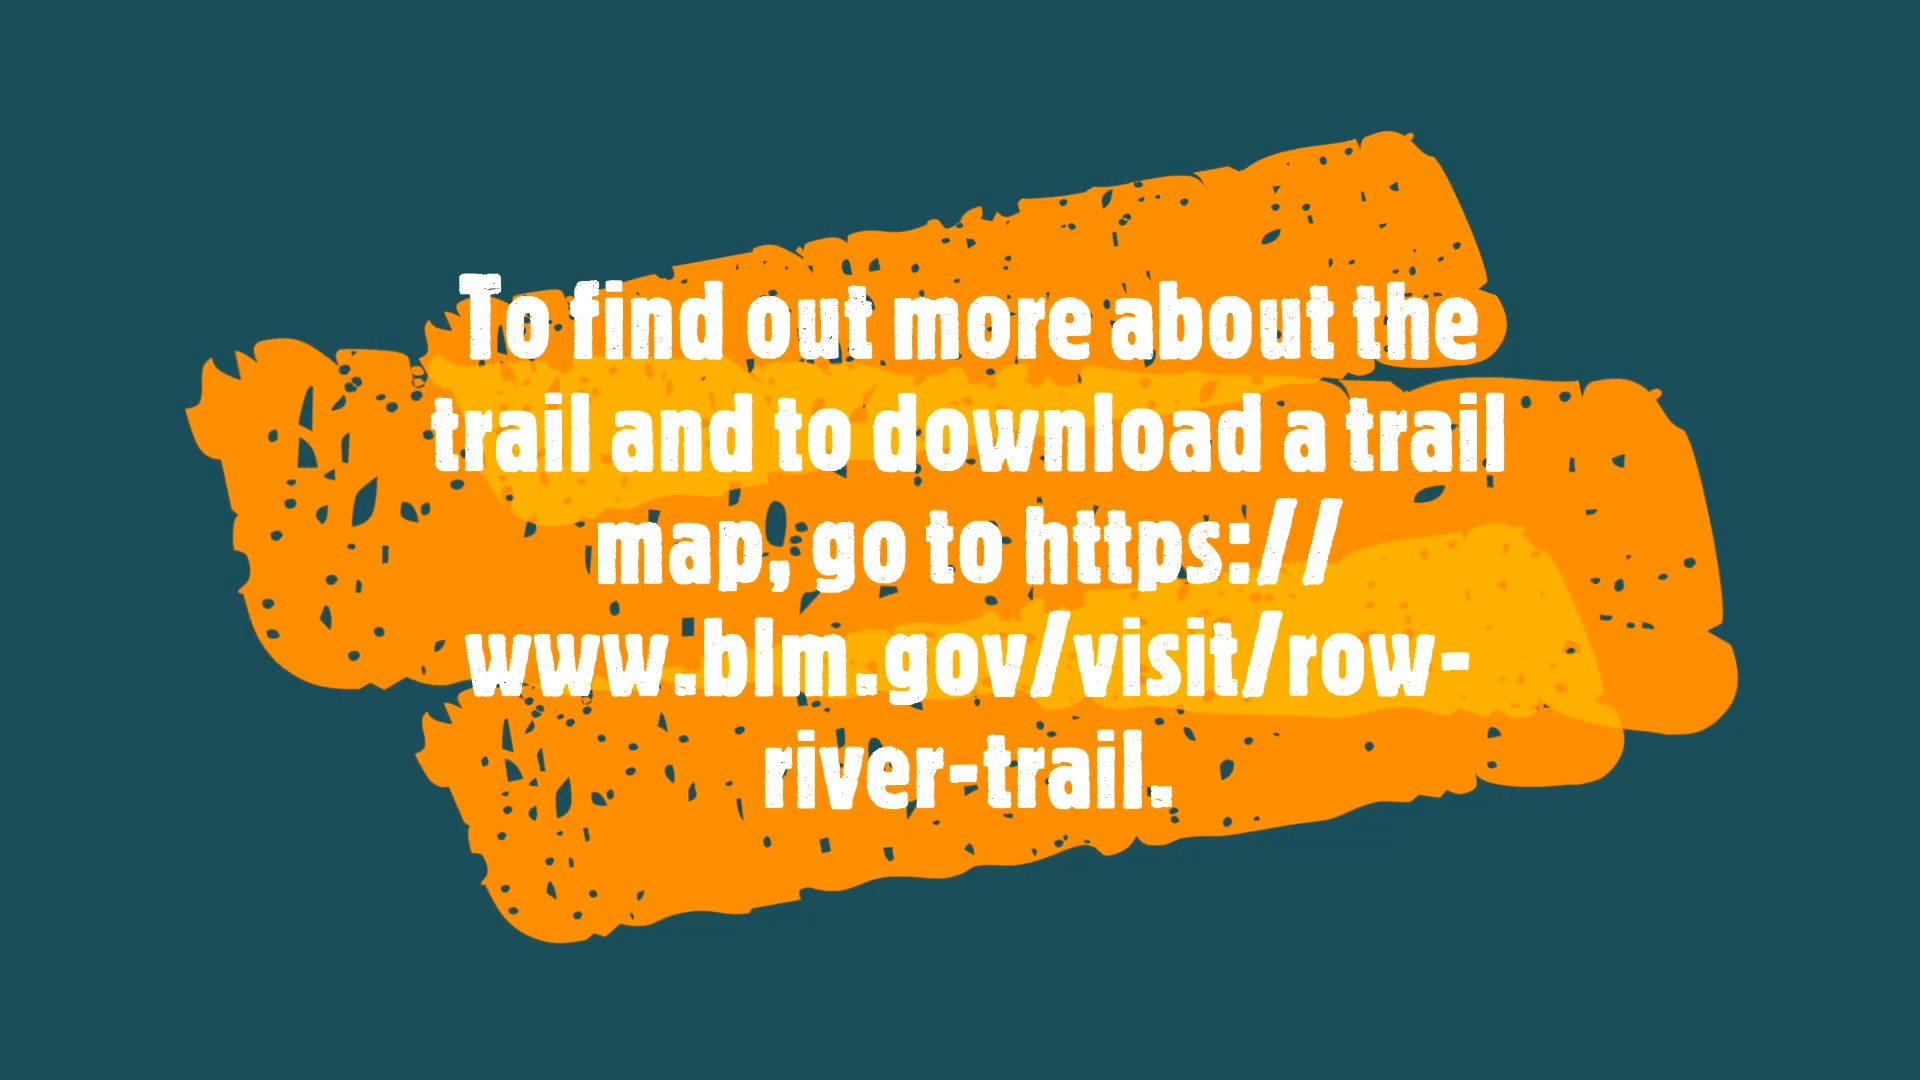 To find out more about the
trail and to download a trail
map, go to https://
www.blm.gov/visit/row-
river-trail.